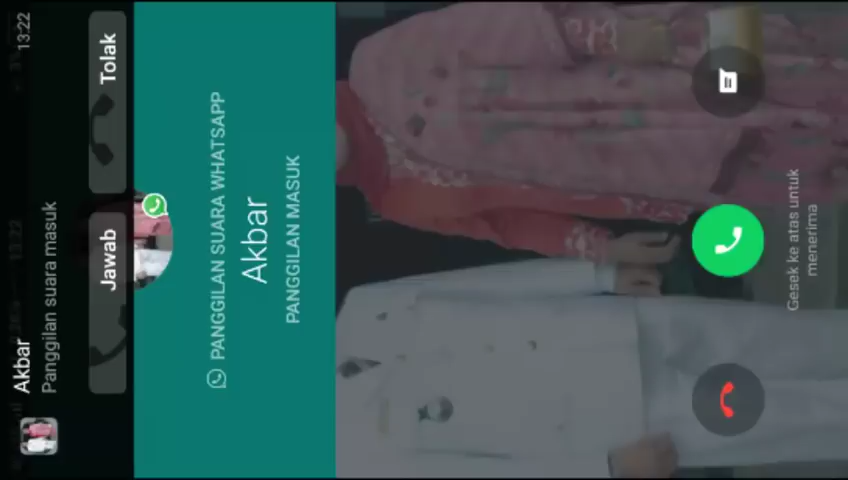 13:22
Akbar
Panggilan suara masuk
Jawab
Tolak
PANGGILAN SUARA WHATSAPP
Akbar
PANGGILAN MASUK
Gesek ke atas untuk
menerima